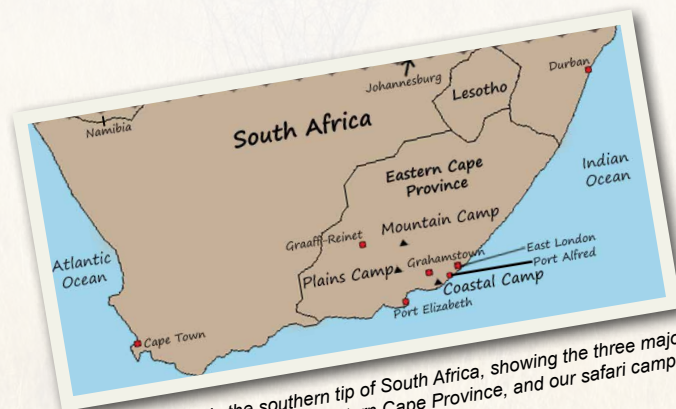 Johannesburg
Durban
Lesotho
Namibia
South Africa
Indian
Ocean
Eastern Cape
Province
Mountain Camp
Graaff-Reinet
Atlantic
Ocean
Plains Camp
Grahamstown
East London
Port Alfred
Coastal Camp
Port Elizabeth
Cape Town
the southern tip of South Africa, showing the three
Cape Province, and our safari